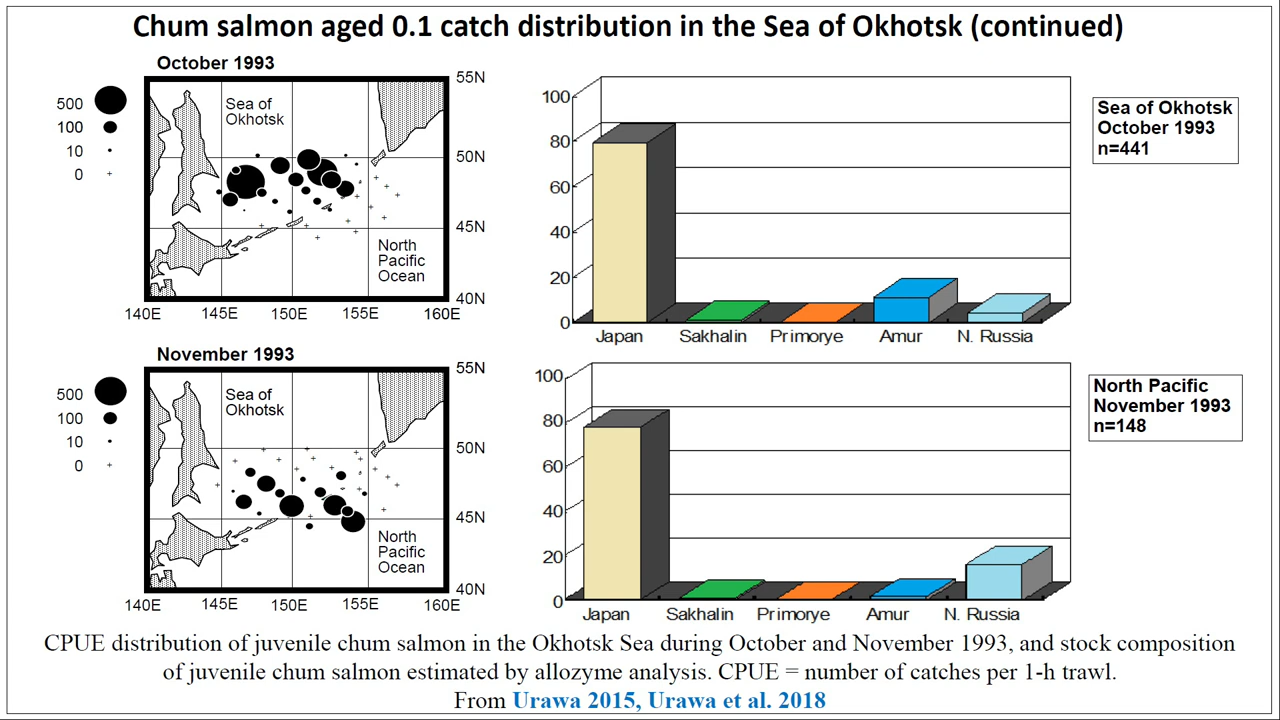 Chum salmon aged 0.1 catch distribution in the Sea of Okhotsk (continued)
October 1993
500
100
10
0
Sea of
Okhotsk
North
Pacific
Ocean
55N
50N
45N
40N
140E 145E 150E 155E 160E
100
80
60
40
20
0
Japan Sakhalin Primorye Amur N. Russia
Sea of Okhotsk
October 1993
n=441
November 1993
500
100
10
0
Sea of
Okhotsk
North
Pacific
Ocean
55N
50N
45N
40N
140E 145E 150E 155E 160E
100
80
60
40
20
0
Japan Sakhalin Primorye Amur N. Russia
North Pacific
November 1993
n=148
CPUE distribution of juvenile chum salmon in the Okhotsk Sea during October and November 1993, and stock composition
of juvenile chum salmon estimated by allozyme analysis. CPUE = number of catches per 1-h trawl.
From Urawa 2015, Urawa et al. 2018